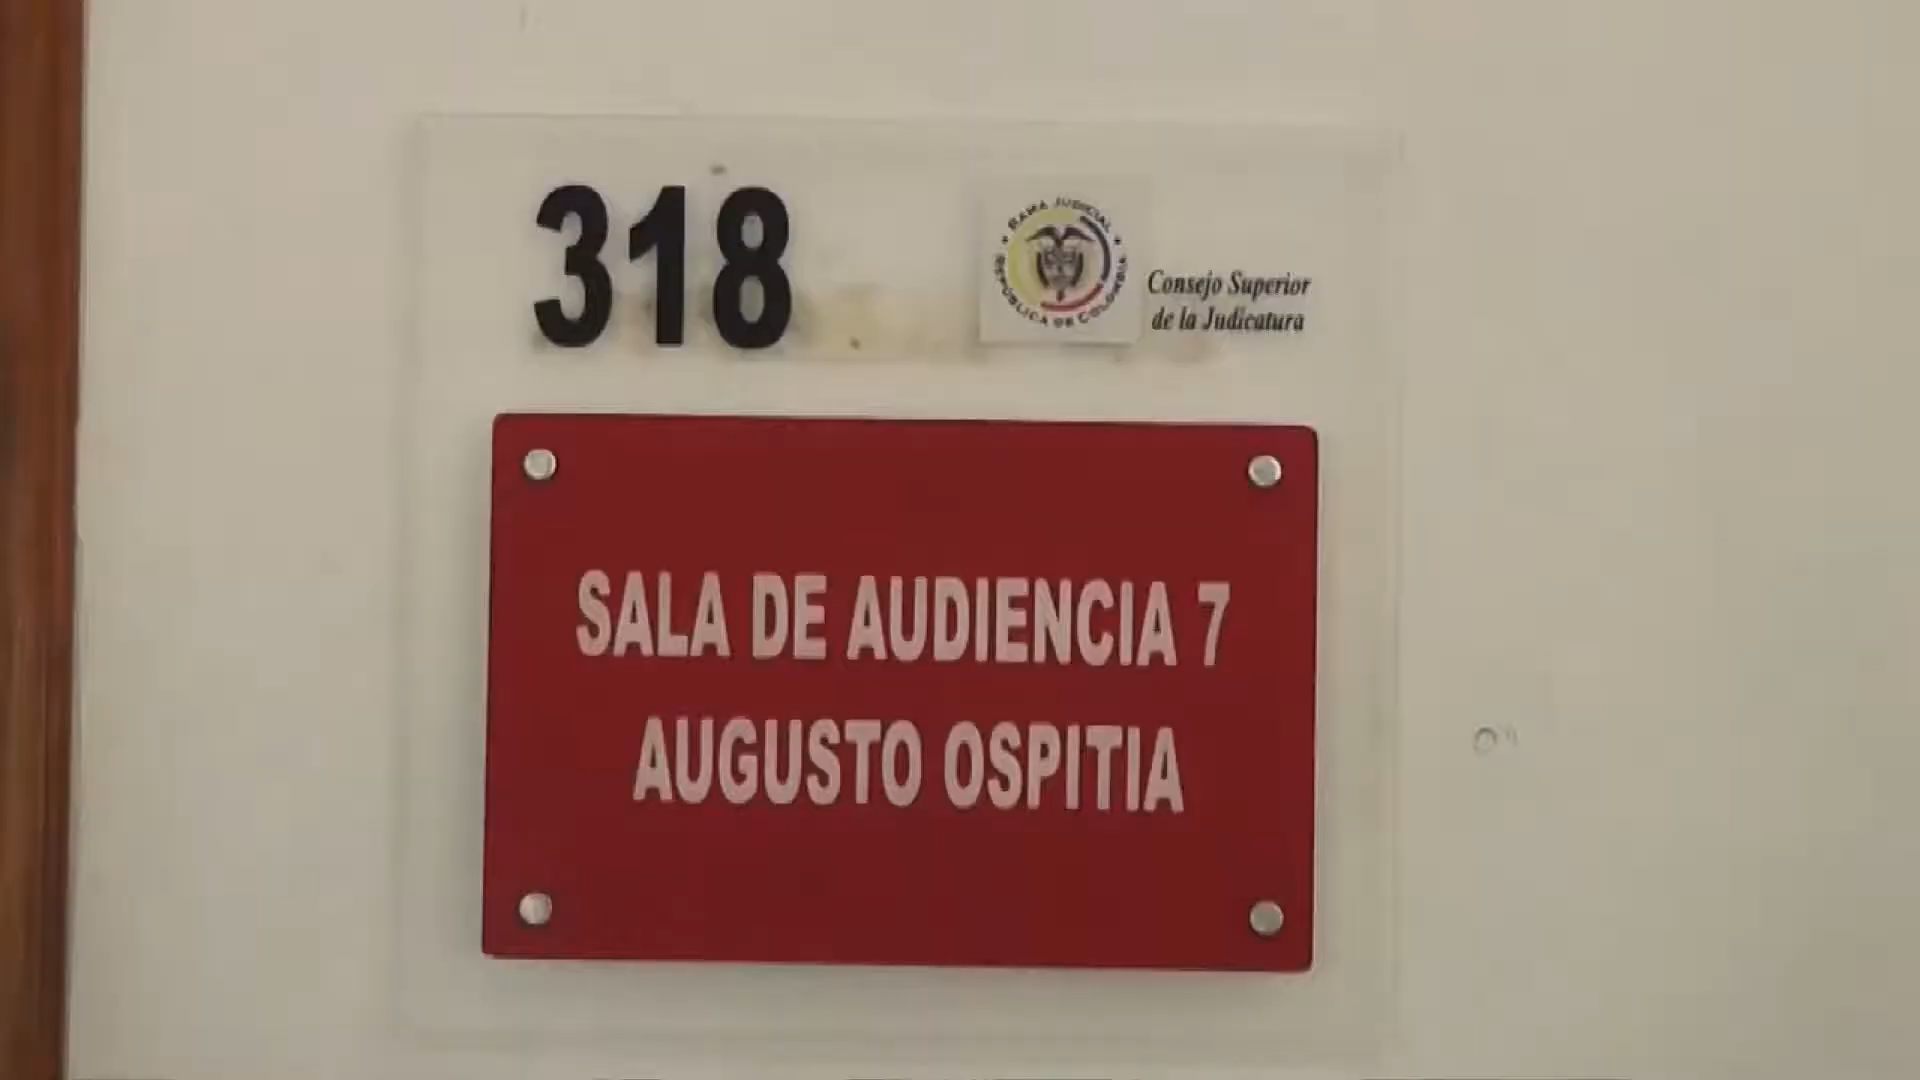 318
RAMA JUDICIAL
REPÚBLICA DE COLOMBIA
Consejo Superior
de la Judicatura
SALA DE AUDIENCIA 7
AUGUSTO OSPITIA